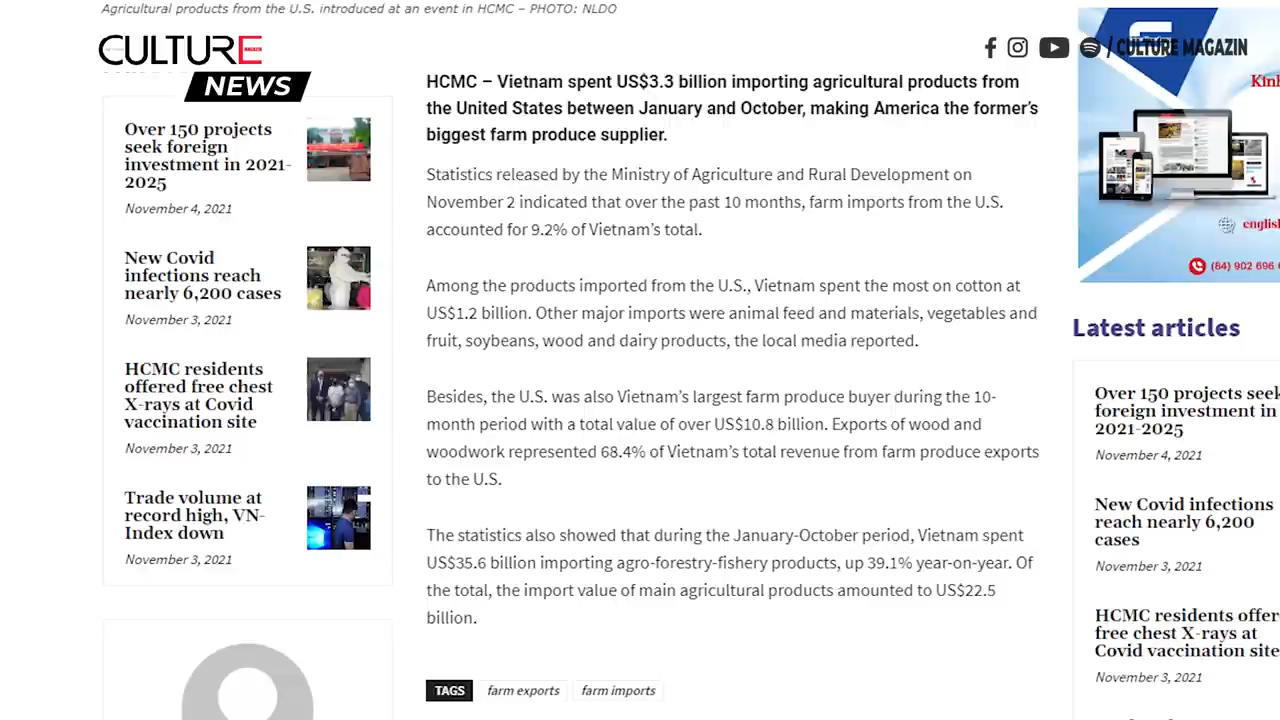 Agricultural products from the U.S. introduced at an event in HCMC – PHOTO: NLDO
CULTURE
NEWS
/ CULTURE MAGAZIN
Over 150 projects
seek foreign
investment in 2021-
2025
November 4, 2021
New Covid
infections reach
nearly 6,200 cases
November 3, 2021
HCMC residents
offered free chest
X-rays at Covid
vaccination site
November 3, 2021
Trade volume at
record high, VN-
Index down
November 3, 2021
HCMC – Vietnam spent US$3.3 billion importing agricultural products from
the United States between January and October, making America the former's
biggest farm produce supplier.
Statistics released by the Ministry of Agriculture and Rural Development on
November 2 indicated that over the past 10 months, farm imports from the U.S.
accounted for 9.2% of Vietnam's total.
Among the products imported from the U.S., Vietnam spent the most on cotton at
US$1.2 billion. Other major imports were animal feed and materials, vegetables and
fruit, soybeans, wood and dairy products, the local media reported.
Besides, the U.S. was also Vietnam's largest farm produce buyer during the 10-
month period with a total value of over US$10.8 billion. Exports of wood and
woodwork represented 68.4% of Vietnam's total revenue from farm produce exports
to the U.S.
The statistics also showed that during the January-October period, Vietnam spent
US$35.6 billion importing agro-forestry-fishery products, up 39.1% year-on-year. Of
the total, the import value of main agricultural products amounted to US$22.5
billion.
TAGS farm exports farm imports
Kinh
english
(84) 902 696
Latest articles
Over 150 projects seek
foreign investment in
2021-2025
November 4, 2021
New Covid infections
reach nearly 6,200
cases
November 3, 2021
HCMC residents offer
free chest X-rays at
Covid vaccination site
November 3, 2021